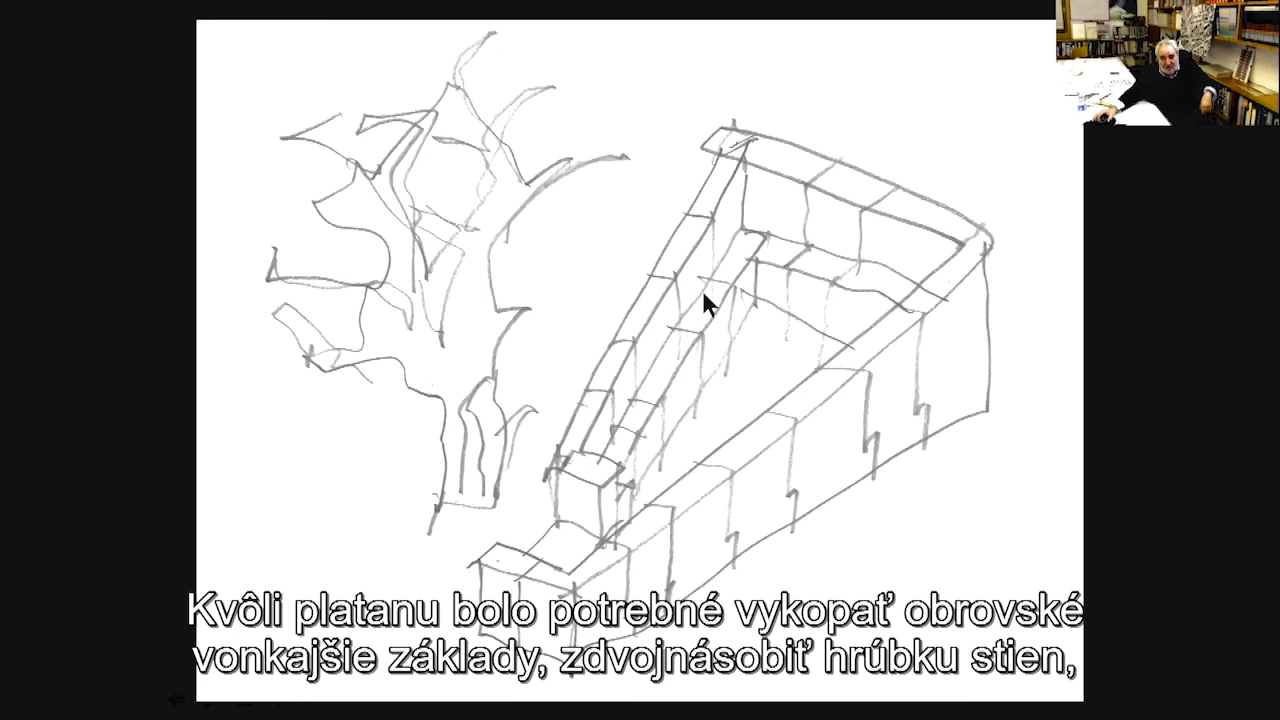 Kvôli platanu bolo potrebné vykopať obrovské
vonkajšie základy, zdvojnásobiť hrúbku stien,